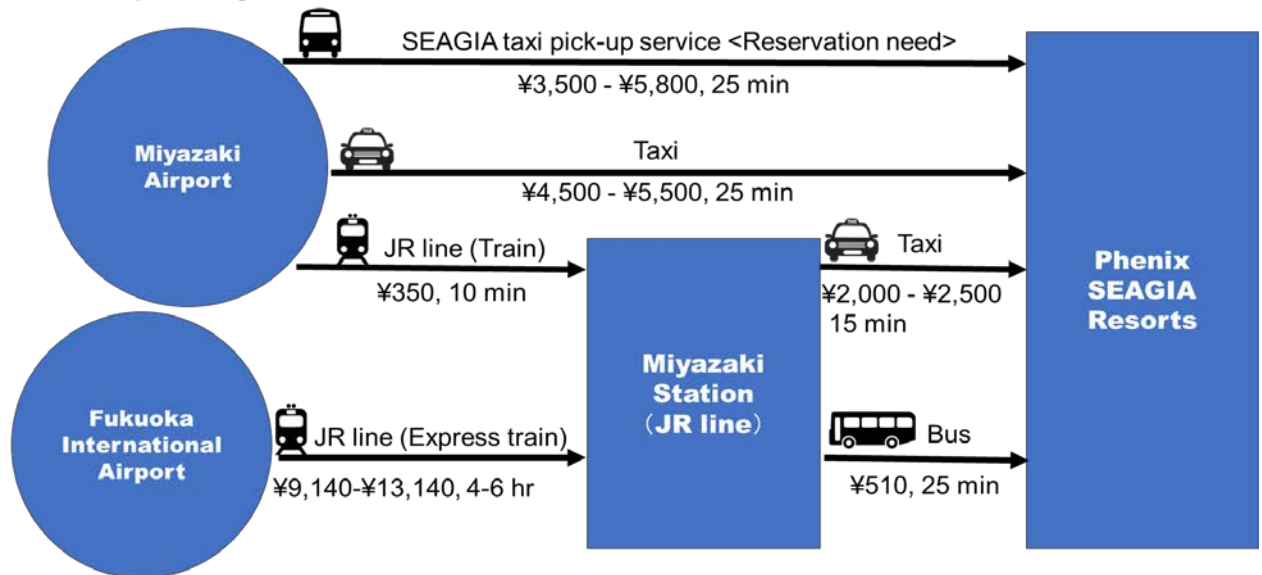 SEAGIA taxi pick-up service <Reservation need>
¥3,500 - ¥5,800, 25 min
Miyazaki
Airport
TAXI
Taxi
¥4,500 - ¥5,500, 25 min
JR line (Train)
¥350, 10 min
TAXI
Taxi
¥2,000 - ¥2,500
15 min
Phenix
SEAGIA
Resorts
Miyazaki
Station
（JR line）
Fukuoka
International
Airport
JR line (Express train)
¥9,140-¥13,140, 4-6 hr
Bus
¥510, 25 min